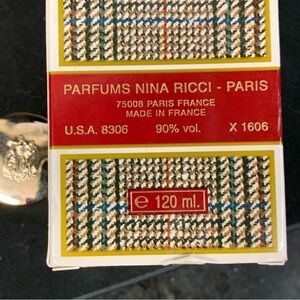 PARFUMS NINA RICCI - PARIS
75008 PARIS FRANCE
MADE IN FRANCE
U.S.A. 8306 90% vol. X 1606
℮ 120 ml.